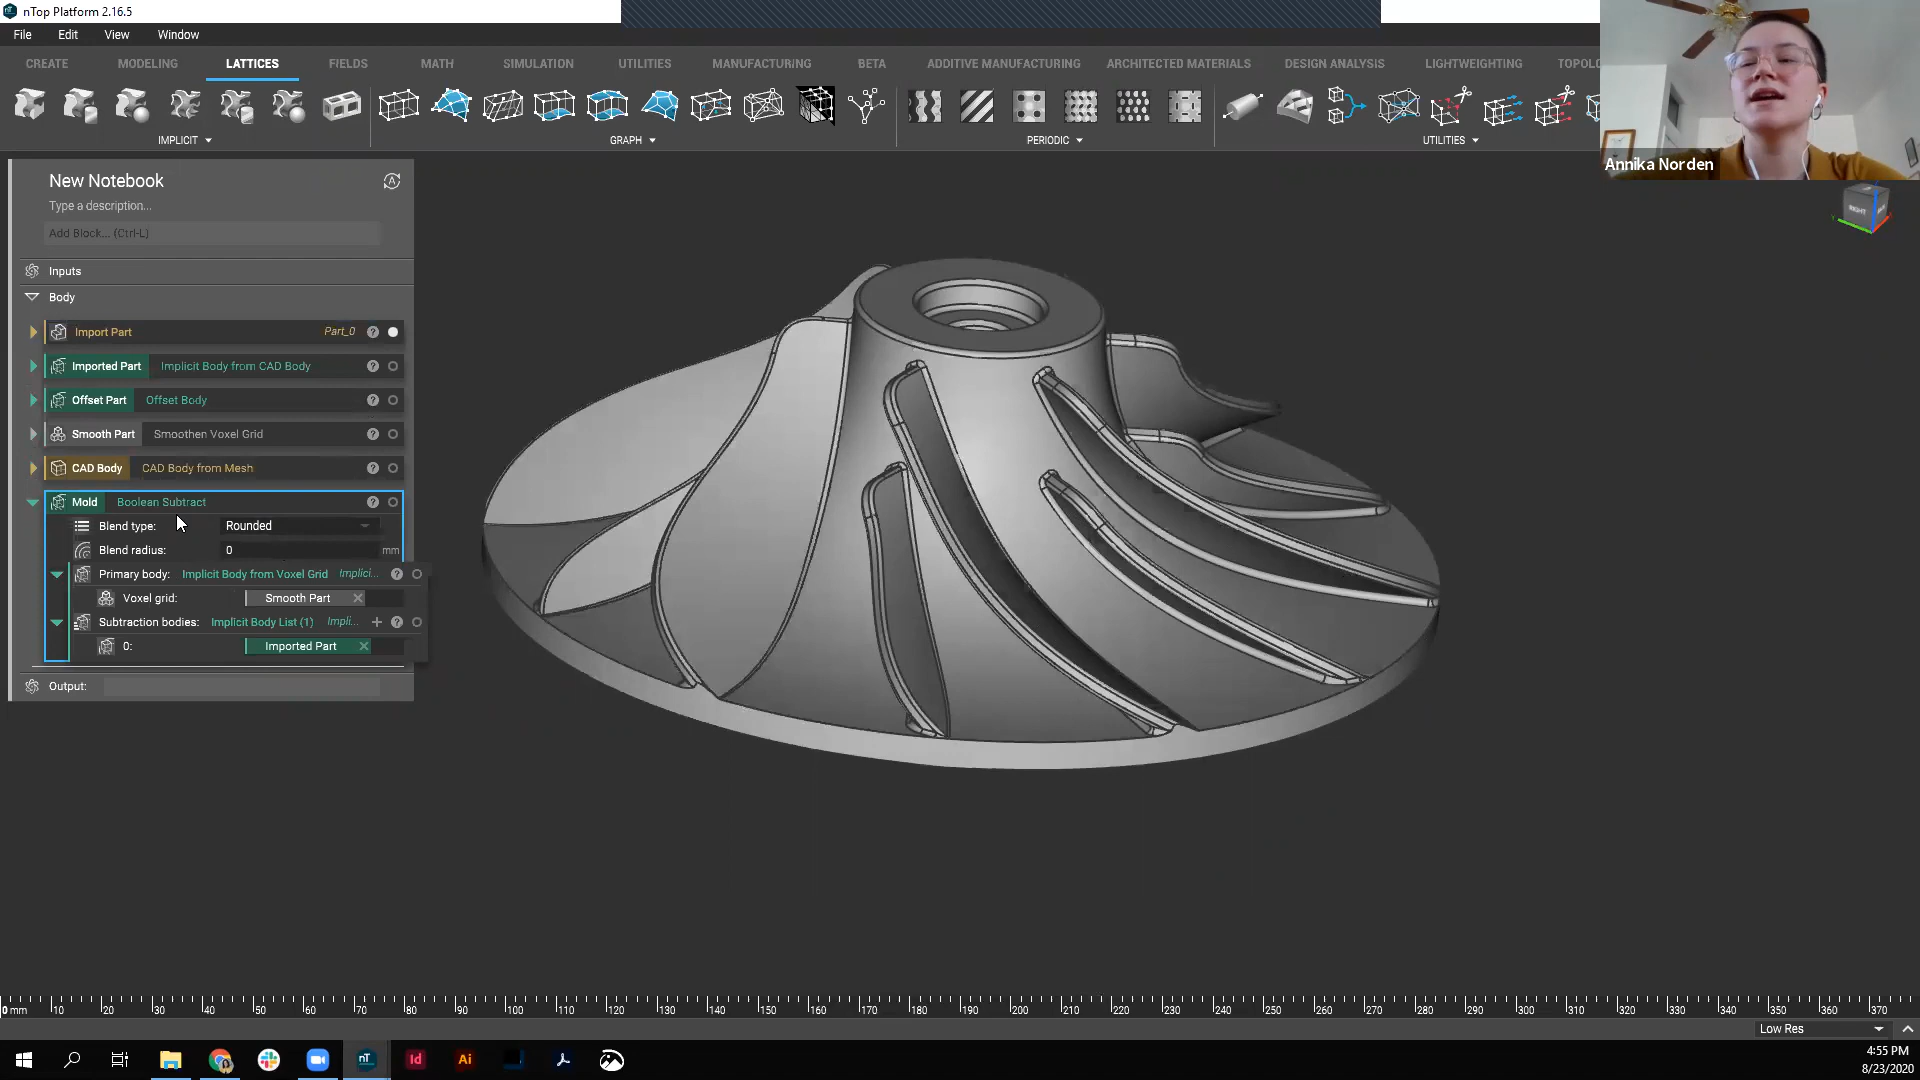 nTop Platform 2.16.5
File Edit View Window
CREATE MODELING LATTICES FIELDS MATH SIMULATION UTILITIES MANUFACTURING BETA ADDITIVE MANUFACTURING ARCHITECTED MATERIALS DESIGN ANALYSIS LIGHTWEIGHTING TOPOL
IMPLICIT GRAPH PERIODIC UTILITIES
Annika Norden
RIGHT
New Notebook
Type a description...
Add Block... (Ctrl-L)
Inputs
Body
Import Part Part_0
Imported Part Implicit Body from CAD Body
Offset Part Offset Body
Smooth Part Smoothen Voxel Grid
CAD Body CAD Body from Mesh
Mold Boolean Subtract
Blend type: Rounded
Blend radius: 0 mm
Primary body: Implicit Body from Voxel Grid Implici...
Voxel grid: Smooth Part
Subtraction bodies: Implicit Body List (1) Impli...
0: Imported Part
Output:
0 mm 10 20 30 40 50 60 70 80 90 100 110 120 130 140 150 160 170 180 190 200 210 220 230 240 250 260 270 280 290 300 310 320 330 340 350 360 370
Low Res
nT Id Ai
4:55 PM
8/23/2020